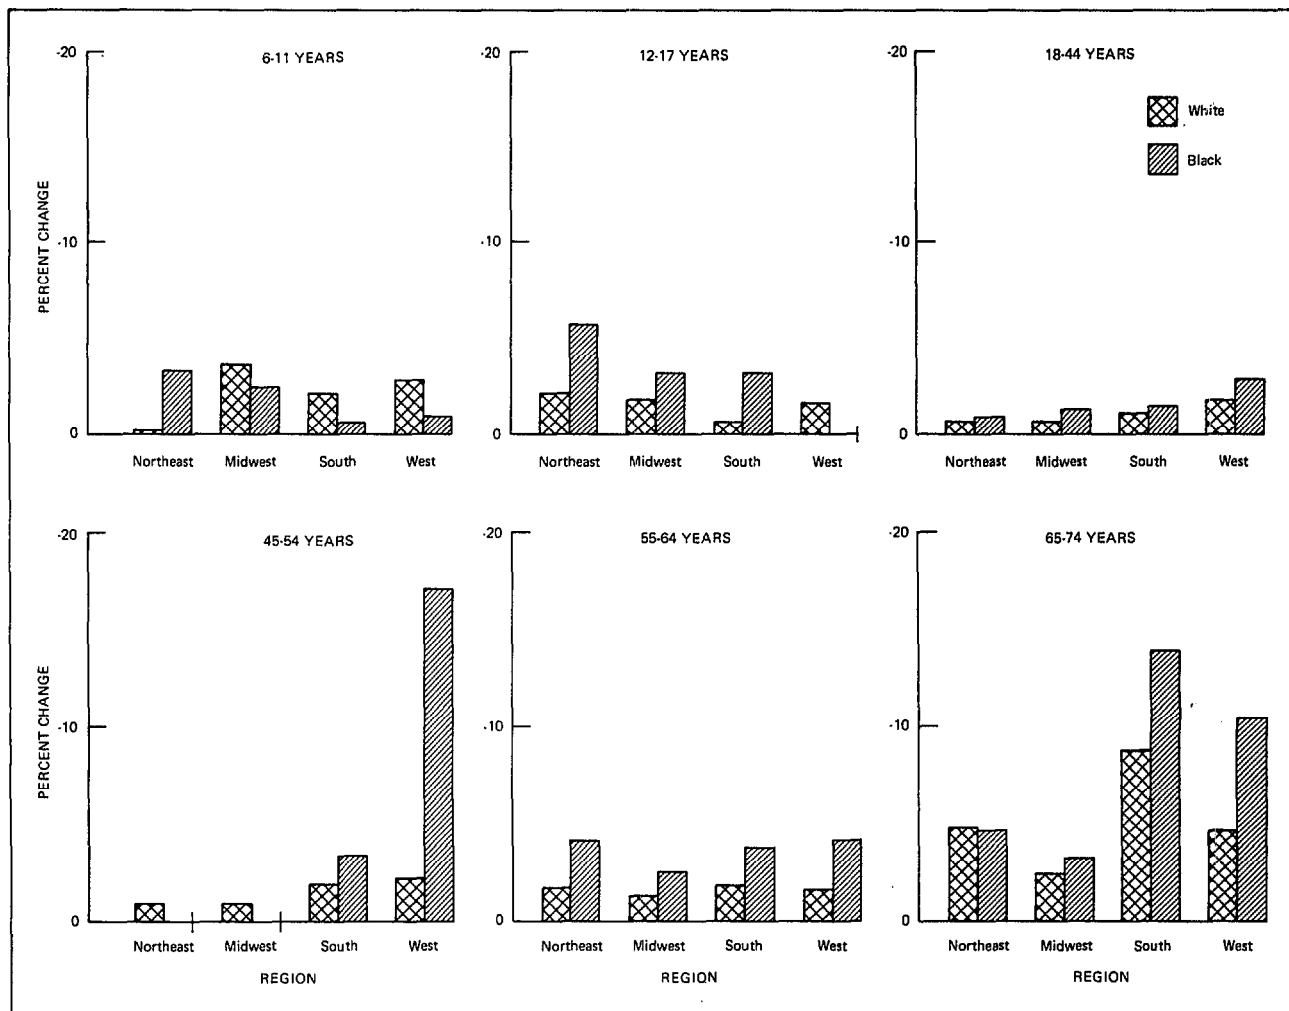 -20
6-11 YEARS
-10
0
PERCENT CHANGE
Northeast Midwest South West
-20
12-17 YEARS
-10
0
Northeast Midwest South West
-20
18-44 YEARS
White
Black
-10
0
Northeast Midwest South West
-20
45-54 YEARS
-10
0
PERCENT CHANGE
Northeast Midwest South West
REGION
-20
55-64 YEARS
-10
0
Northeast Midwest South West
REGION
-20
65-74 YEARS
-10
0
Northeast Midwest South West
REGION